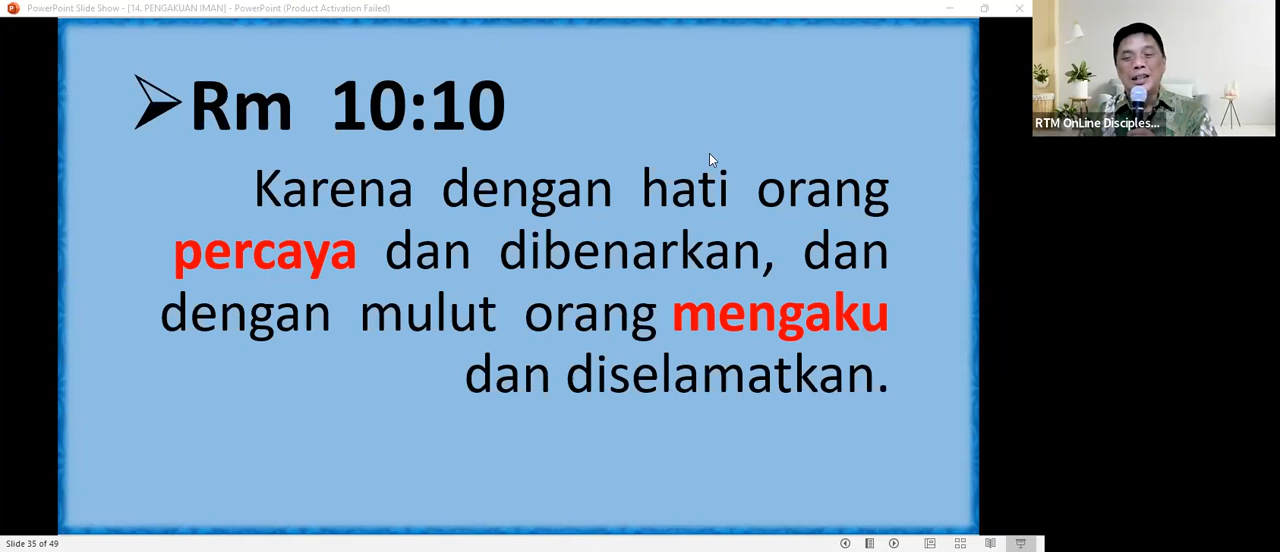 PowerPoint Slide Show - [14. PENGAKUAN IMAN] - PowerPoint (Product Activation Failed)
RTM OnLine Disciples...
Rm 10:10
Karena dengan hati orang
percaya dan dibenarkan, dan
dengan mulut orang mengaku
dan diselamatkan.
Slide 35 of 49